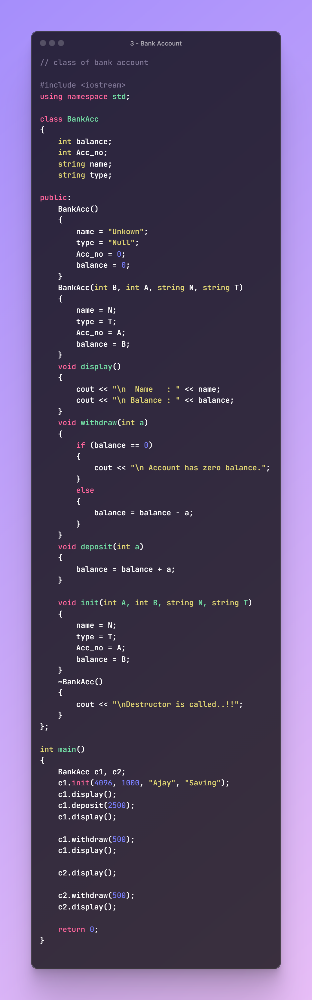 3 - Bank Account
// class of bank account

#include <iostream>
using namespace std;

class BankAcc
{
    int balance;
    int Acc_no;
    string name;
    string type;

public:
    BankAcc()
    {
        name = "Unkown";
        type = "Null";
        Acc_no = 0;
        balance = 0;
    }
    BankAcc(int B, int A, string N, string T)
    {
        name = N;
        type = T;
        Acc_no = A;
        balance = B;
    }
    void display()
    {
        cout << "\n  Name   : " << name;
        cout << "\n Balance : " << balance;
    }
    void withdraw(int a)
    {
        if (balance == 0)
        {
            cout << "\n Account has zero balance.";
        }
        else
        {
            balance = balance - a;
        }
    }
    void deposit(int a)
    {
        balance = balance + a;
    }

    void init(int A, int B, string N, string T)
    {
        name = N;
        type = T;
        Acc_no = A;
        balance = B;
    }
    ~BankAcc()
    {
        cout << "\nDestructor is called..!!";
    }
};

int main()
{
    BankAcc c1, c2;
    c1.init(4096, 1000, "Ajay", "Saving");
    c1.display();
    c1.deposit(2500);
    c1.display();

    c1.withdraw(500);
    c1.display();

    c2.display();

    c2.withdraw(500);
    c2.display();

    return 0;
}